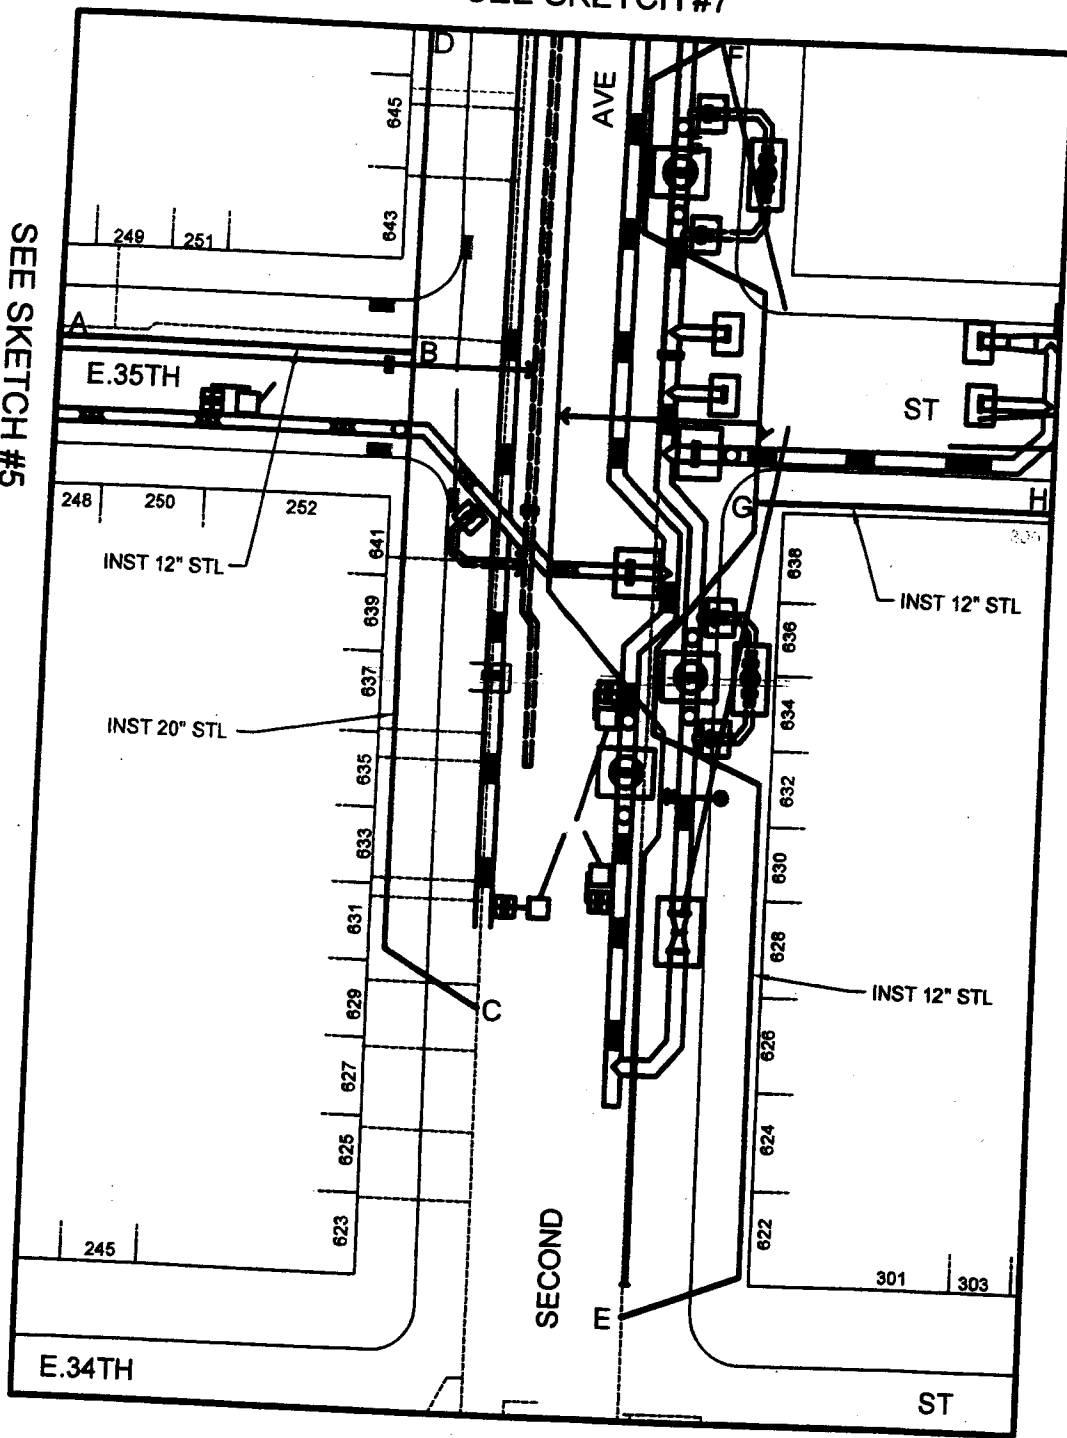 SEE SKETCH #7
D
F
AVE
645
643
249
251
SEE SKETCH #5
A
B
E.35TH
ST
248
250
252
G
H
INST 12" STL
INST 12" STL
641
639
637
635
633
631
629
627
625
623
638
636
634
632
630
628
626
624
622
INST 20" STL
INST 12" STL
C
E
SECOND
245
301
303
E.34TH
ST